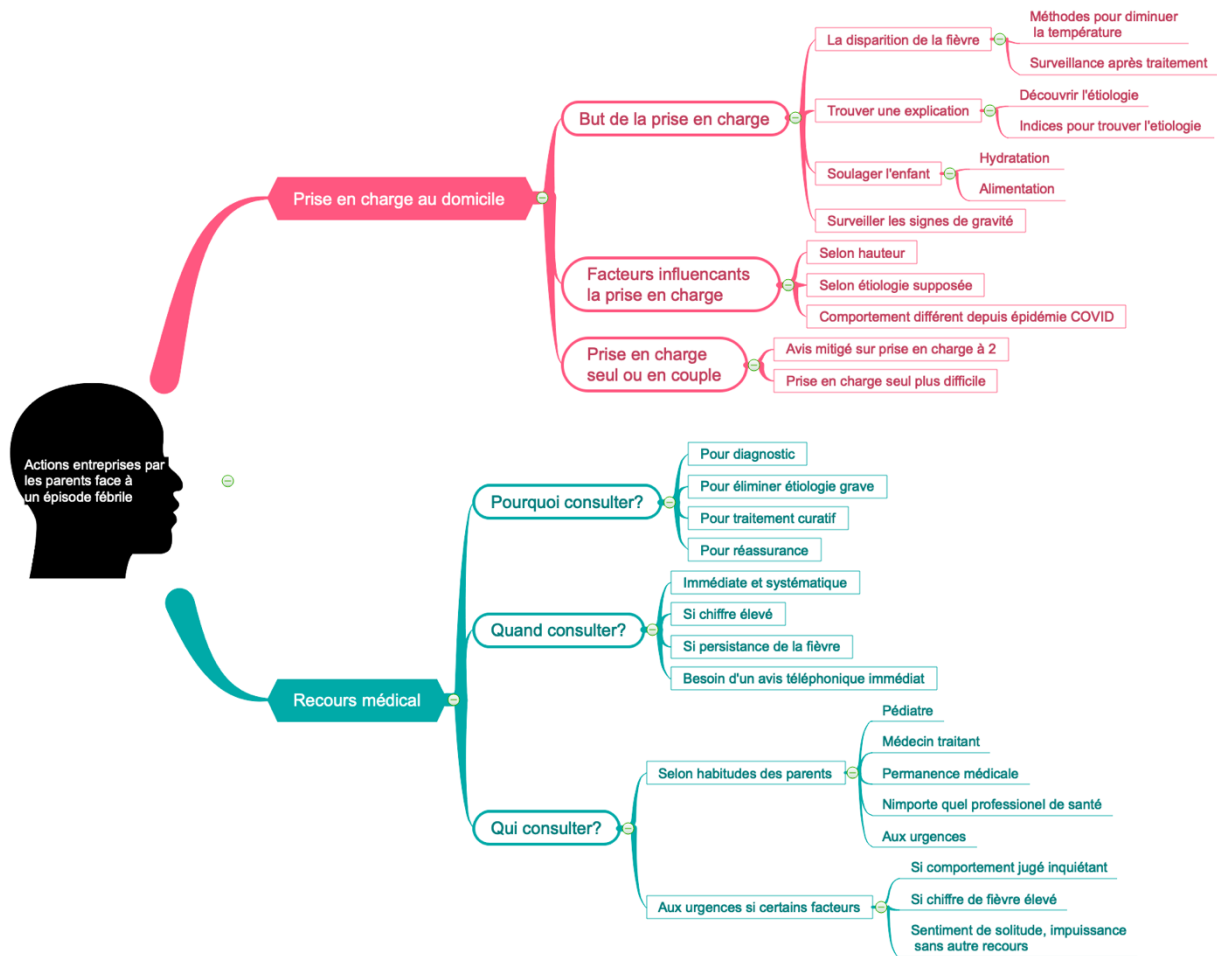 Actions entreprises par
les parents face à
un épisode fébrile
Prise en charge au domicile
But de la prise en charge
La disparition de la fièvre
Méthodes pour diminuer
la température
Surveillance après traitement
Trouver une explication
Découvrir l'étiologie
Indices pour trouver l'etiologie
Soulager l'enfant
Hydratation
Alimentation
Surveiller les signes de gravité
Facteurs influencants
la prise en charge
Selon hauteur
Selon étiologie supposée
Comportement différent depuis épidémie COVID
Prise en charge
seul ou en couple
Avis mitigé sur prise en charge à 2
Prise en charge seul plus difficile
Recours médical
Pourquoi consulter?
Pour diagnostic
Pour éliminer étiologie grave
Pour traitement curatif
Pour réassurance
Quand consulter?
Immédiate et systématique
Si chiffre élevé
Si persistance de la fièvre
Besoin d'un avis téléphonique immédiat
Qui consulter?
Selon habitudes des parents
Pédiatre
Médecin traitant
Permanence médicale
Nimporte quel professionel de santé
Aux urgences
Aux urgences si certains facteurs
Si comportement jugé inquiétant
Si chiffre de fièvre élevé
Sentiment de solitude, impuissance
sans autre recours